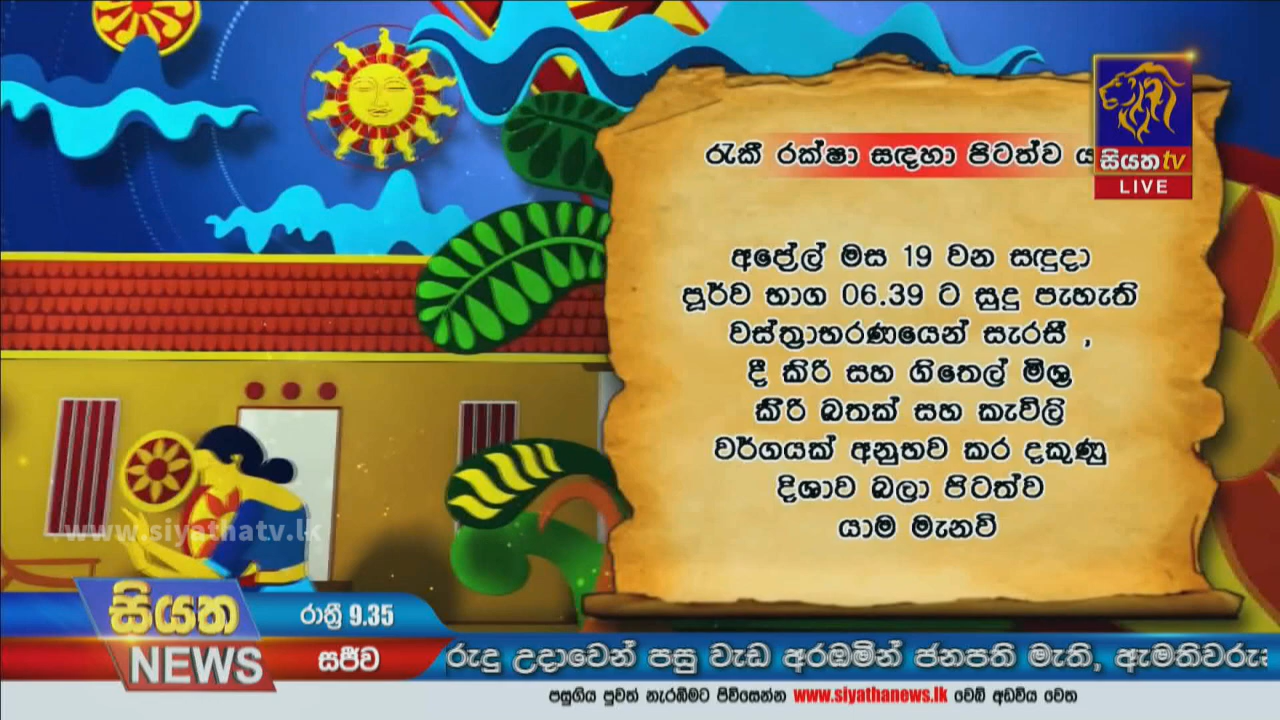 රැකී රක්ෂා සඳහා පිටත්ව
සියත tv
LIVE
අප්‍රේල් මස 19 වන සඳුදා
පූර්ව භාග 06.39 ට සුදු පැහැති
වස්ත්‍රාභරණයෙන් සැරසී ,
දී කිරි සහ ගිතෙල් මිශ්‍ර
කිරි බතක් සහ කැවිලි
වර්ගයක් අනුභව කර දකුණු
දිශාව බලා පිටත්ව
යාම මැනවි
www.siyathatv.lk
සියත
NEWS
රාත්‍රී 9.35
සජීව
රුදු උදාවෙන් පසු වැඩ අරඹමින් ජනපති මැති, ඇමතිවරු
පසුගිය පුවත් නැරඹීමට පිවිසෙන්න www.siyathanews.lk වෙබ් අඩවිය වෙත